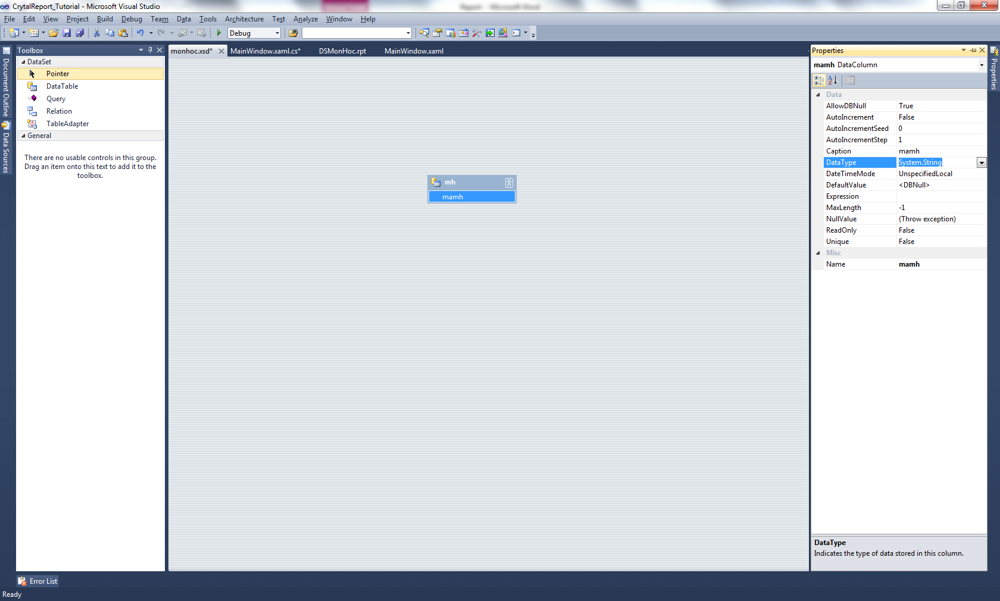 CrytalReport_Tutorial - Microsoft Visual Studio
Report - Microsoft Word
File Edit View Project Build Debug Team Data Tools Architecture Test Analyze Window Help
Debug
Document Outline
Data Sources
Toolbox
DataSet
Pointer
DataTable
Query
Relation
TableAdapter
General
There are no usable controls in this group.
Drag an item onto this text to add it to the
toolbox.
monhoc.xsd* MainWindow.xaml.cs* DSMonHoc.rpt MainWindow.xaml
mh
mamh
Properties
mamh DataColumn
Data
AllowDBNull True
AutoIncrement False
AutoIncrementSeed 0
AutoIncrementStep 1
Caption mamh
DataType System.String
DateTimeMode UnspecifiedLocal
DefaultValue <DBNull>
Expression
MaxLength -1
NullValue (Throw exception)
ReadOnly False
Unique False
Misc
Name mamh
DataType
Indicates the type of data stored in this column.
Properties
Error List
Ready